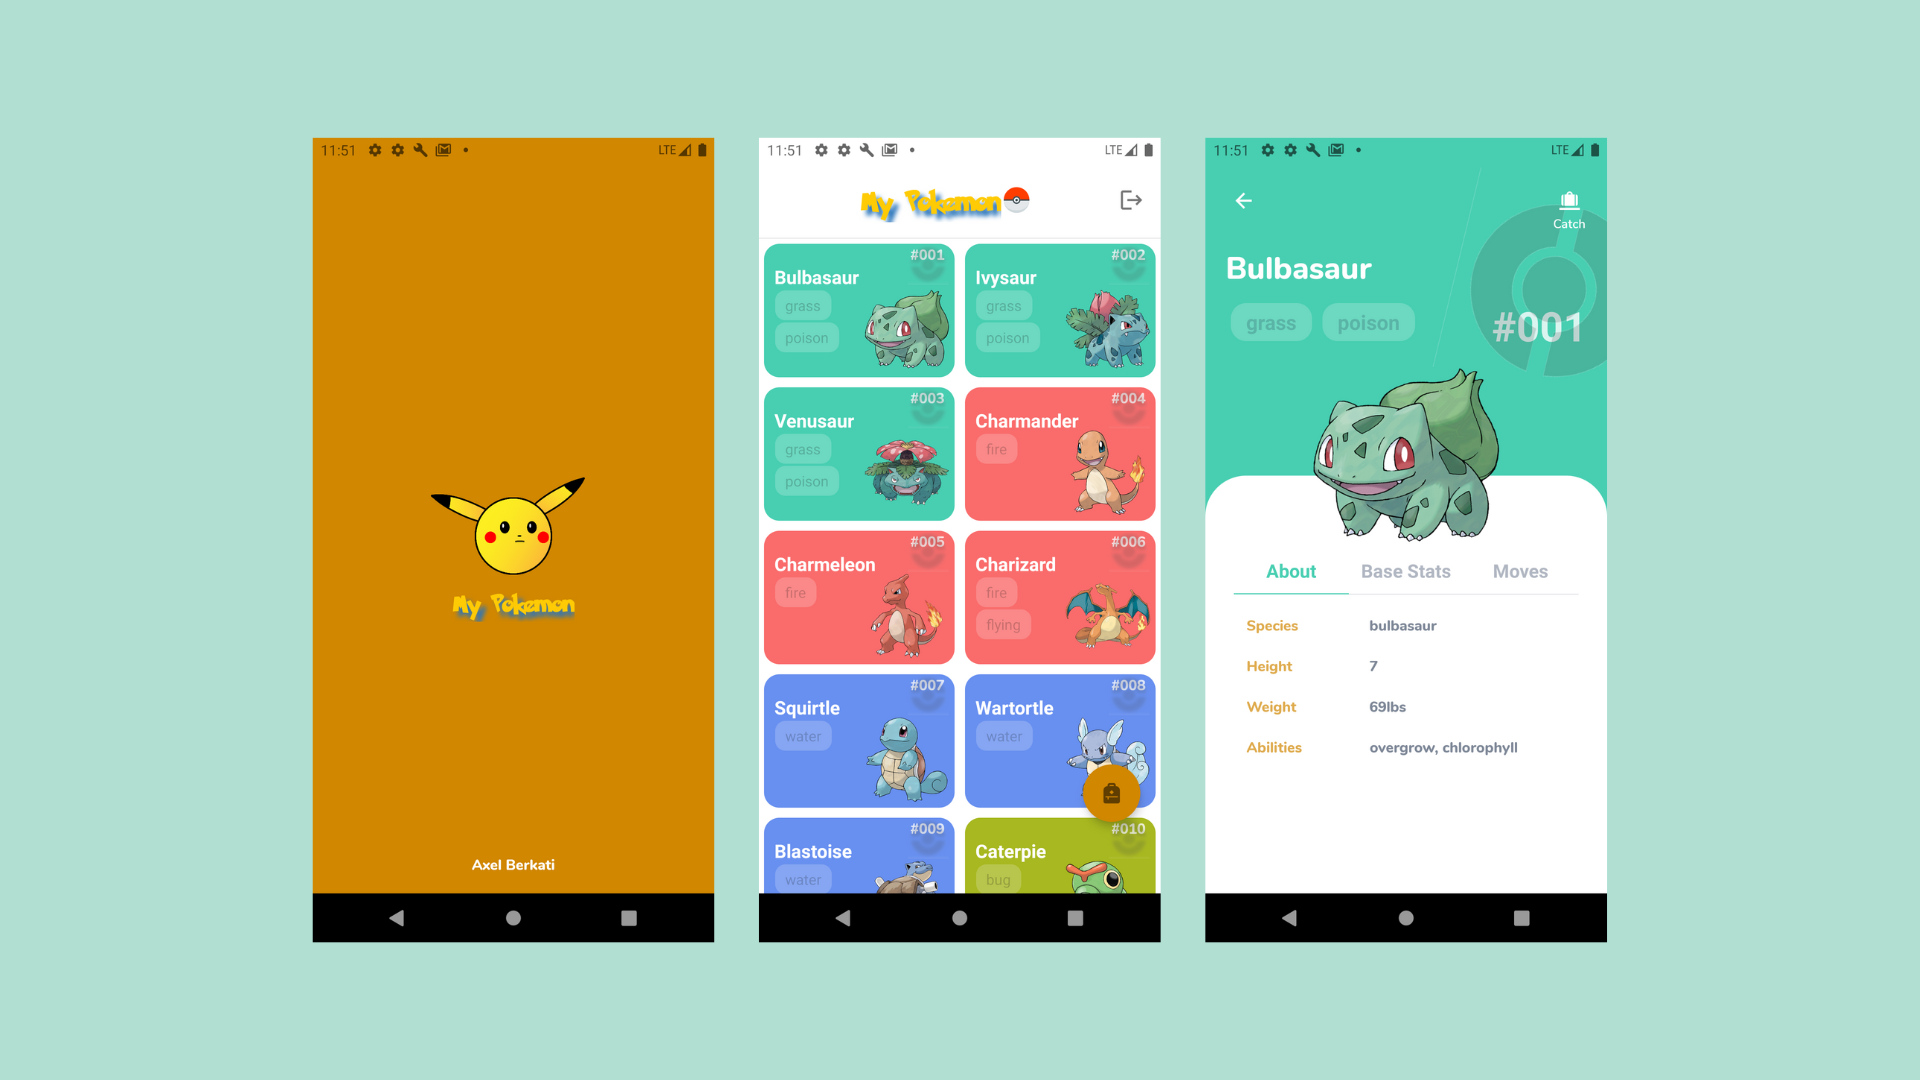 11:51
LTE
My Pokemon
Axel Berkati
11:51
LTE
My Pokemon
#001
Bulbasaur
grass
poison
#002
Ivysaur
grass
poison
#003
Venusaur
grass
poison
#004
Charmander
fire
#005
Charmeleon
fire
#006
Charizard
fire
flying
#007
Squirtle
water
#008
Wartortle
water
#009
Blastoise
water
#010
Caterpie
bug
11:51
LTE
Catch
Bulbasaur
grass poison
#001
About Base Stats Moves
Species bulbasaur
Height 7
Weight 69lbs
Abilities overgrow, chlorophyll